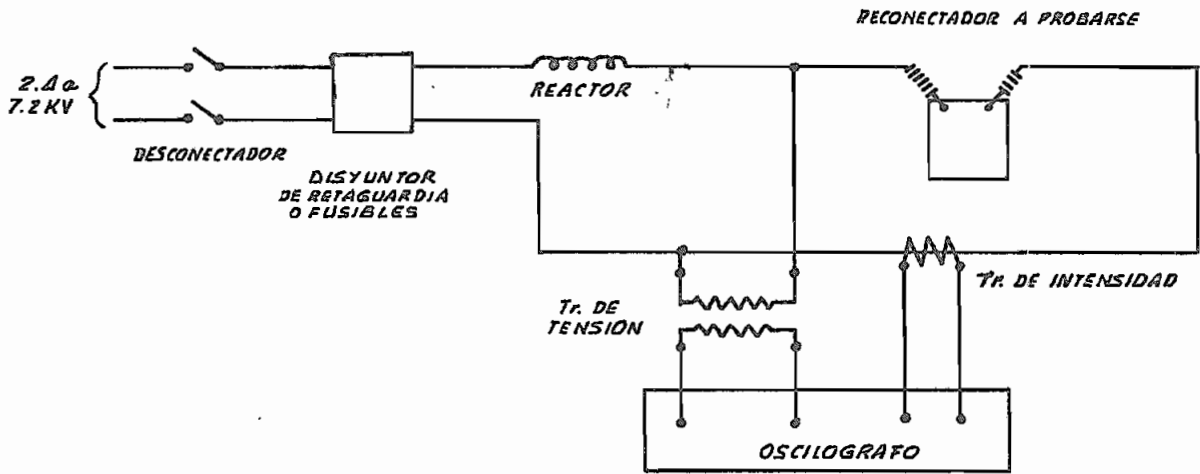 RECONECTADOR A PROBARSE
2.4 a
7.2 KV
DESCONECTADOR
DISYUNTOR
DE RETAGUARDIA
O FUSIBLES
REACTOR
Tr. DE
TENSIÓN
Tr. DE INTENSIDAD
OSCILOGRAFO